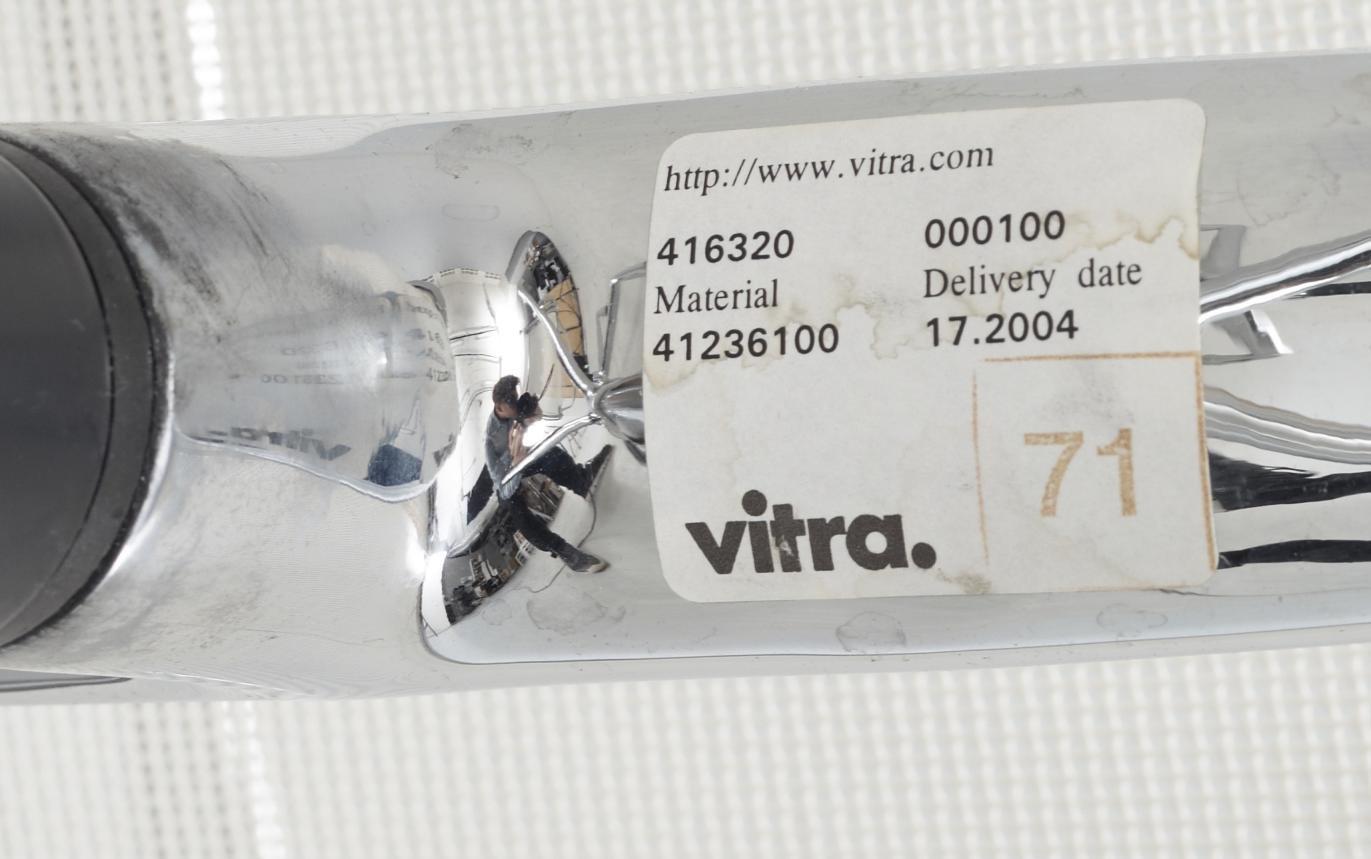 http://www.vitra.com
416320 000100
Material Delivery date
41236100 17.2004
71
vitra.